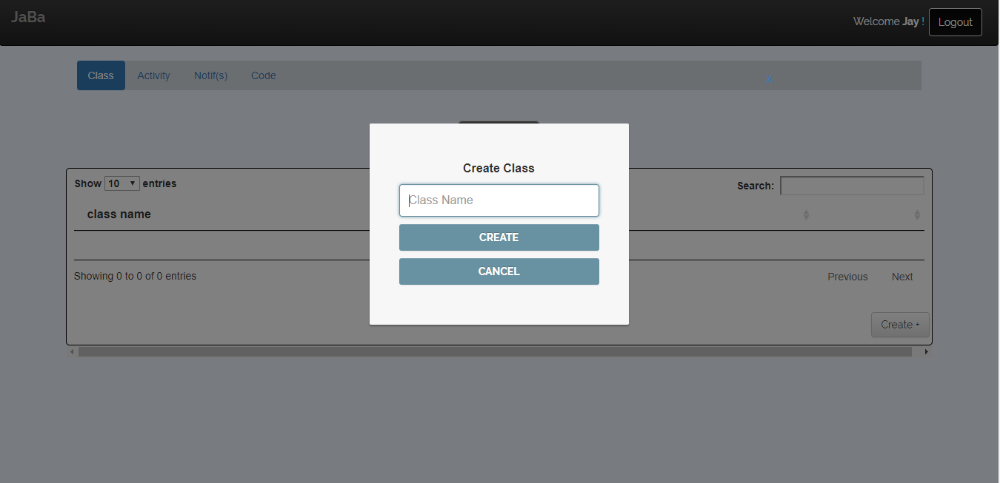 JaBa
Welcome Jay ! Logout
Class Activity Notif(s) Code x
Create Class
Show 10 entries Search:
Class Name
class name
CREATE
CANCEL
Showing 0 to 0 of 0 entries Previous Next
Create +